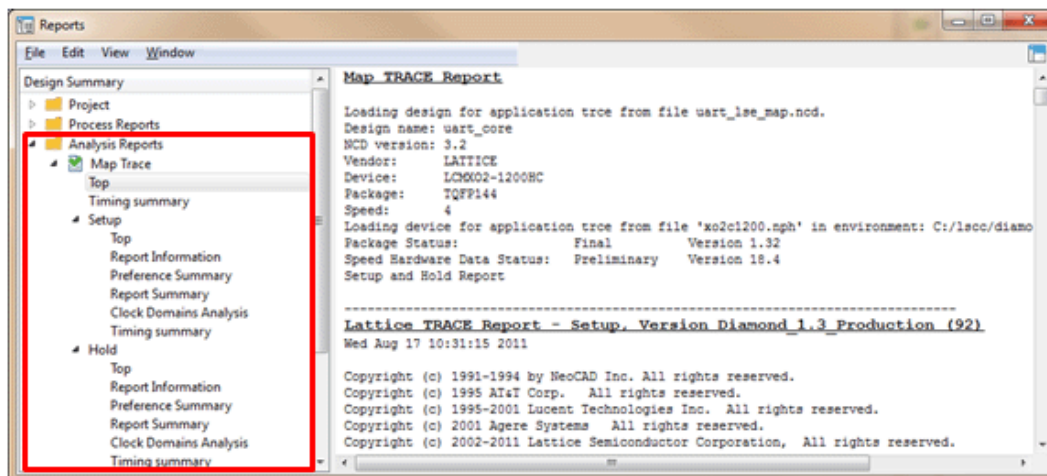 Reports
File Edit View Window
Design Summary
Project
Process Reports
Analysis Reports
Map Trace
Top
Timing summary
Setup
Top
Report Information
Preference Summary
Report Summary
Clock Domains Analysis
Timing summary
Hold
Top
Report Information
Preference Summary
Report Summary
Clock Domains Analysis
Timing summary
Map TRACE Report
Loading design for application trce from file uart_lse_map.ncd.
Design name: uart_core
NCD version: 3.2
Vendor: LATTICE
Device: LCMXO2-1200HC
Package: TQFP144
Speed: 4
Loading device for application trce from file 'xo2c1200.nph' in environment: C:/lscc/diamo
Package Status: Final Version 1.32
Speed Hardware Data Status: Preliminary Version 18.4
Setup and Hold Report
--------------------------------------------------------------------------------
Lattice TRACE Report - Setup, Version Diamond_1.3_Production (92)
Wed Aug 17 10:31:15 2011
Copyright (c) 1991-1994 by NeoCAD Inc. All rights reserved.
Copyright (c) 1995 AT&T Corp. All rights reserved.
Copyright (c) 1995-2001 Lucent Technologies Inc. All rights reserved.
Copyright (c) 2001 Agere Systems All rights reserved.
Copyright (c) 2002-2011 Lattice Semiconductor Corporation, All rights reserved.